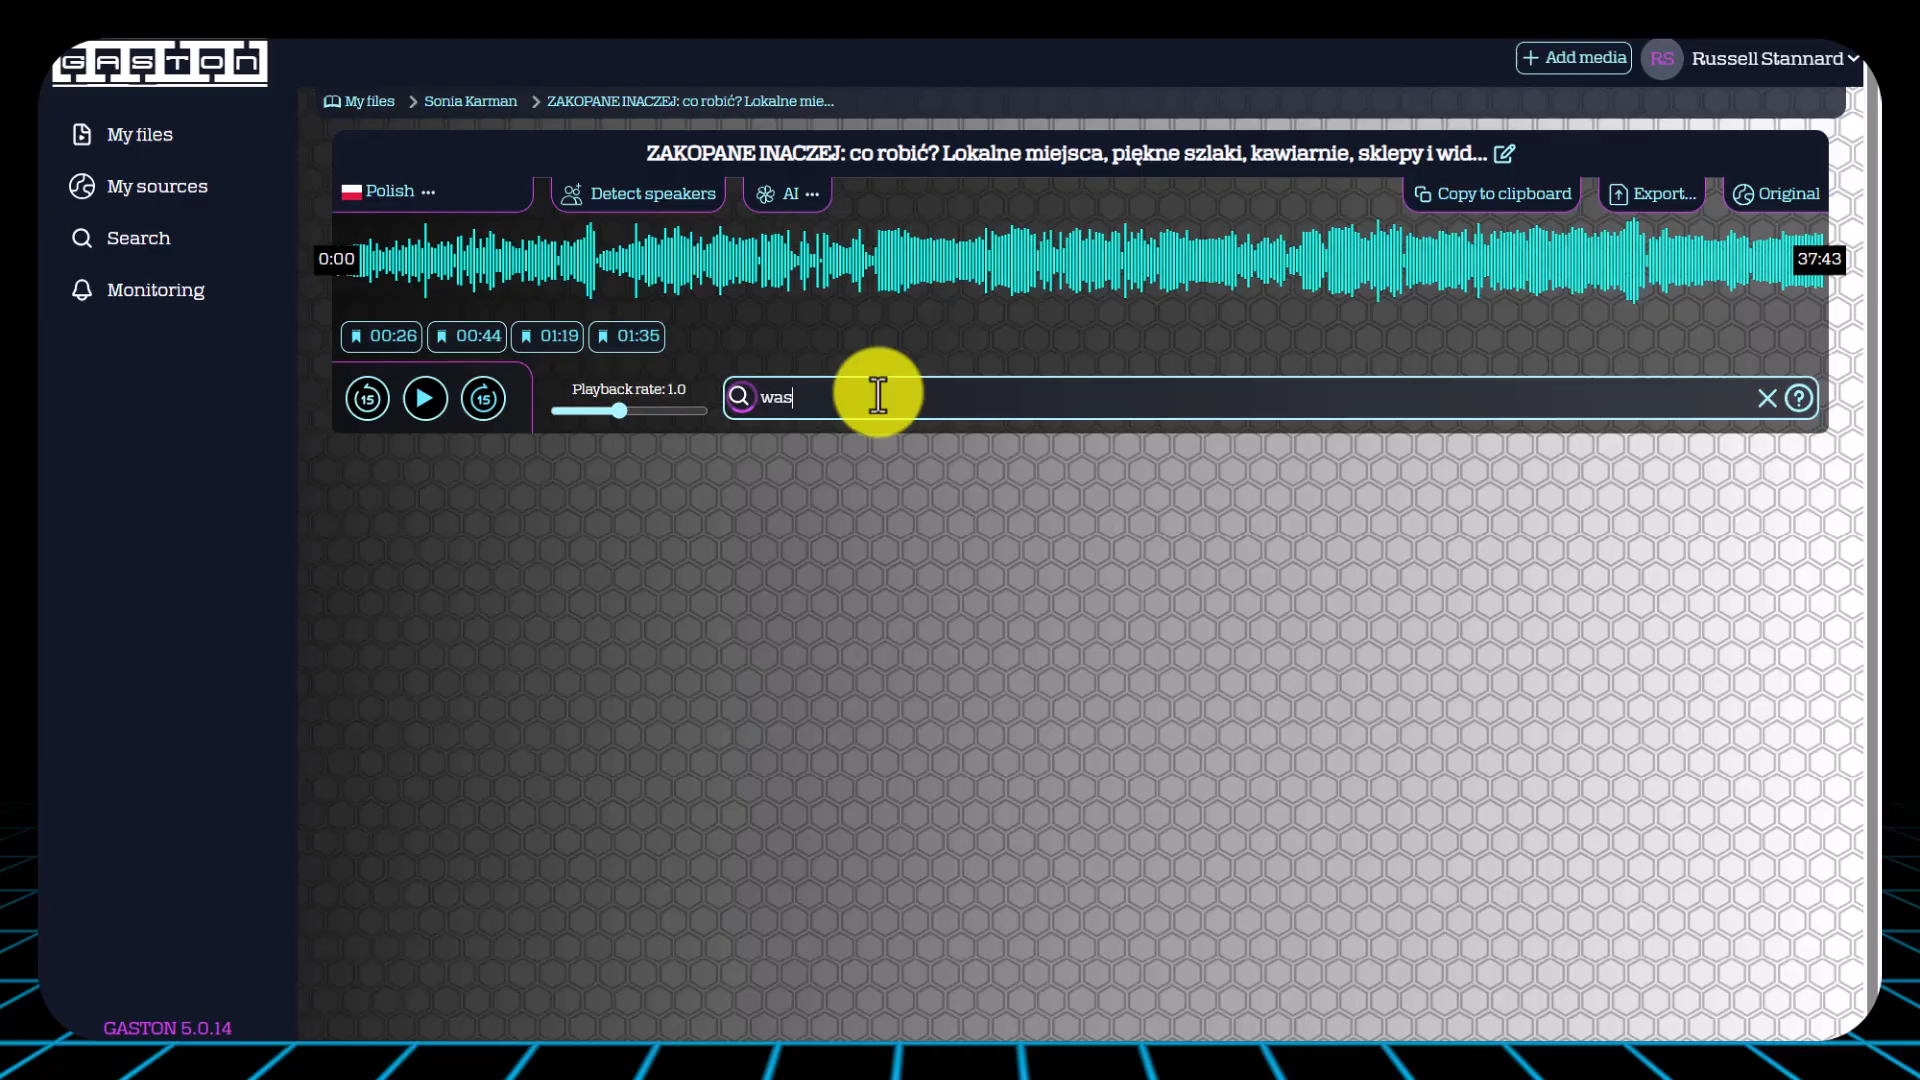 GASTON
+ Add media
RS
Russell Stannard
My files
My sources
Search
Monitoring
My files > Sonia Karman > ZAKOPANE INACZEJ: co robić? Lokalne mie...
ZAKOPANE INACZEJ: co robić? Lokalne miejsca, piękne szlaki, kawiarnie, sklepy i wid...
Polish ...
Detect speakers
AI ...
Copy to clipboard
Export...
Original
0:00
37:43
00:26
00:44
01:19
01:35
15
15
Playback rate: 1.0
was
?
GASTON 5.0.14